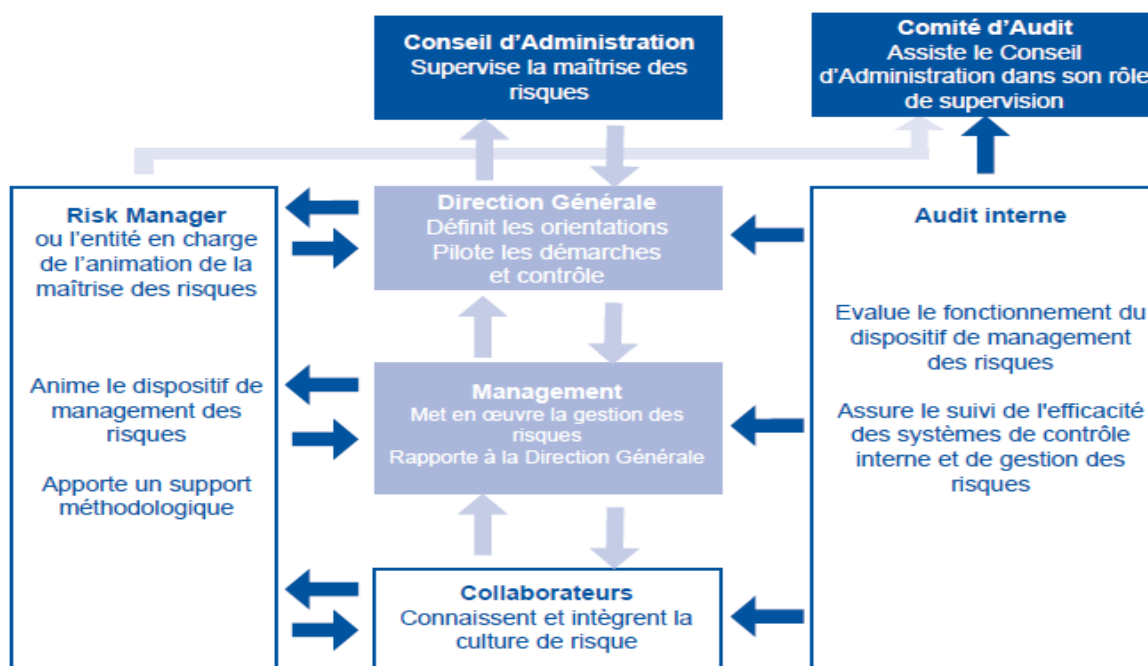 Conseil d'Administration
Supervise la maîtrise des
risques
Comité d'Audit
Assiste le Conseil
d'Administration dans son rôle
de supervision
Risk Manager
ou l'entité en charge
de l'animation de la
maîtrise des risques
Anime le dispositif de
management des
risques
Apporte un support
méthodologique
Direction Générale
Définit les orientations
Pilote les démarches
et contrôle
Management
Met en œuvre la gestion des
risques
Rapporte à la Direction Générale
Collaborateurs
Connaissent et intègrent la
culture de risque
Audit interne
Evalue le fonctionnement du
dispositif de management
des risques
Assure le suivi de l'efficacité
des systèmes de contrôle
interne et de gestion des
risques